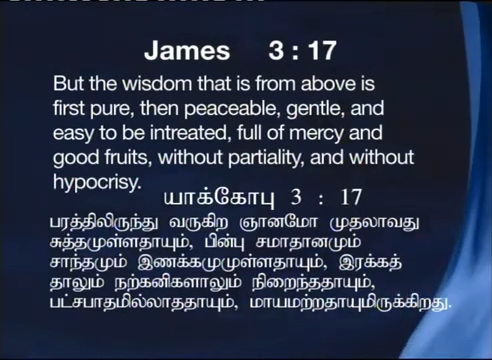 James 3 : 17
But the wisdom that is from above is
first pure, then peaceable, gentle, and
easy to be intreated, full of mercy and
good fruits, without partiality, and without
hypocrisy.
யாக்கோபு 3 : 17
பரத்திலிருந்து வருகிற ஞானமோ முதலாவது
சுத்தமுள்ளதாயும், பின்பு சமாதானமும்
சாந்தமும் இணக்கமுமுள்ளதாயும், இரக்கத்
தாலும் நற்கனிகளாலும் நிறைந்ததாயும்,
பட்சபாதமில்லாததாயும், மாயமற்றதாயுமிருக்கிறது.